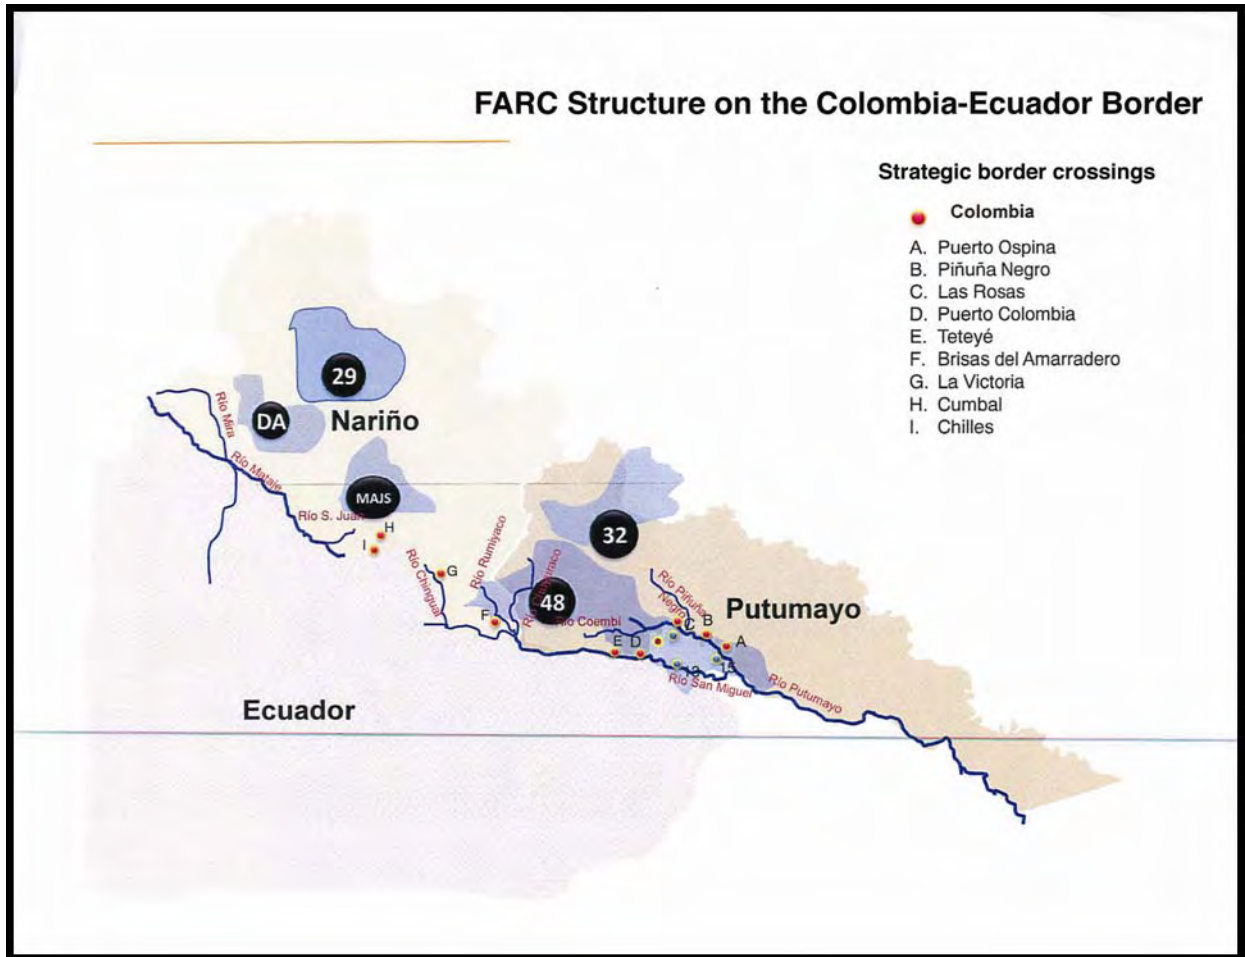 FARC Structure on the Colombia-Ecuador Border
Strategic border crossings
Colombia
A. Puerto Ospina
B. Piñuña Negro
C. Las Rosas
D. Puerto Colombia
E. Teteyé
F. Brisas del Amarradero
G. La Victoria
H. Cumbal
I. Chilles
29
DA
Nariño
Río Mira
Río Mataje
MAJS
Río S. Juan
H
I
32
G
Río Chingual
Río Rumiyaco
48
Río Piñuña
Negro
Putumayo
F
Río Coembi
C
B
A
E
D
13
15
Río San Miguel
Río Putumayo
Ecuador